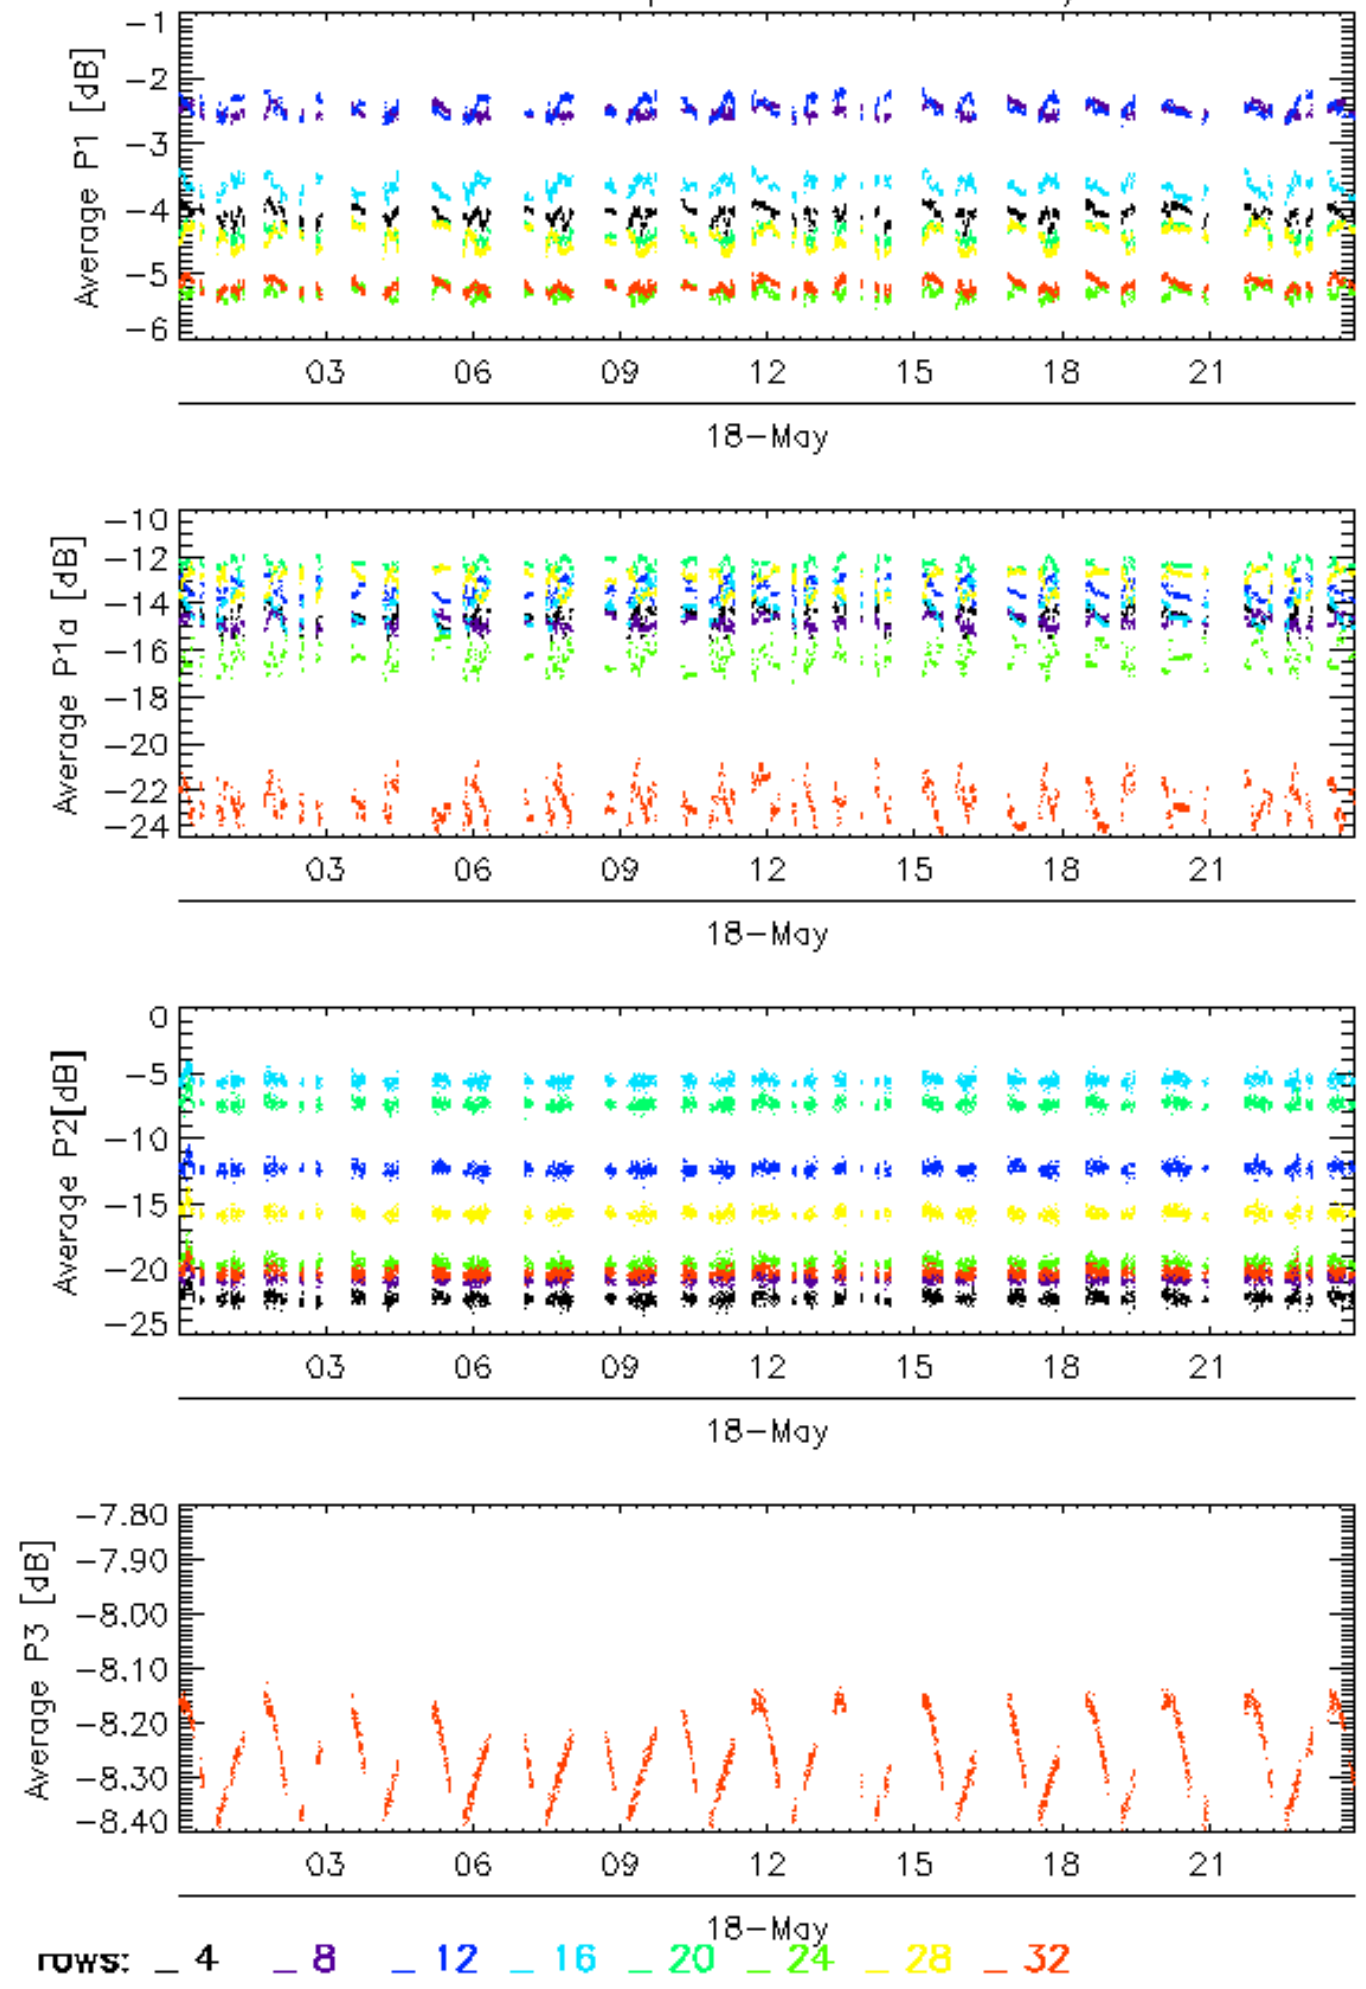 Average P1 [dB]
-1
-2
-3
-4
-5
-6
03 06 09 12 15 18 21
18-May
Average P1a [dB]
-10
-12
-14
-16
-18
-20
-22
-24
03 06 09 12 15 18 21
18-May
Average P2[dB]
0
-5
-10
-15
-20
-25
03 06 09 12 15 18 21
18-May
Average P3 [dB]
-7.80
-7.90
-8.00
-8.10
-8.20
-8.30
-8.40
03 06 09 12 15 18 21
18-May
rows: _ 4 _ 8 _ 12 _ 16 _ 20 _ 24 _ 28 _ 32